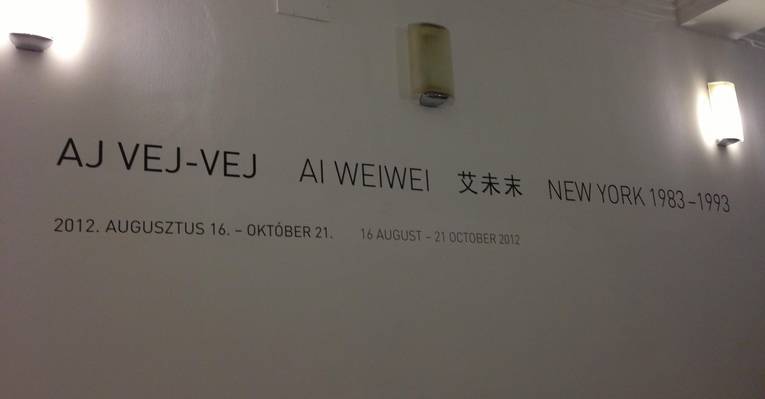 AJ VEJ-VEJ AI WEIWEI 艾未末 NEW YORK 1983–1993
2012. AUGUSZTUS 16. – OKTÓBER 21. 16 AUGUST – 21 OCTOBER 2012